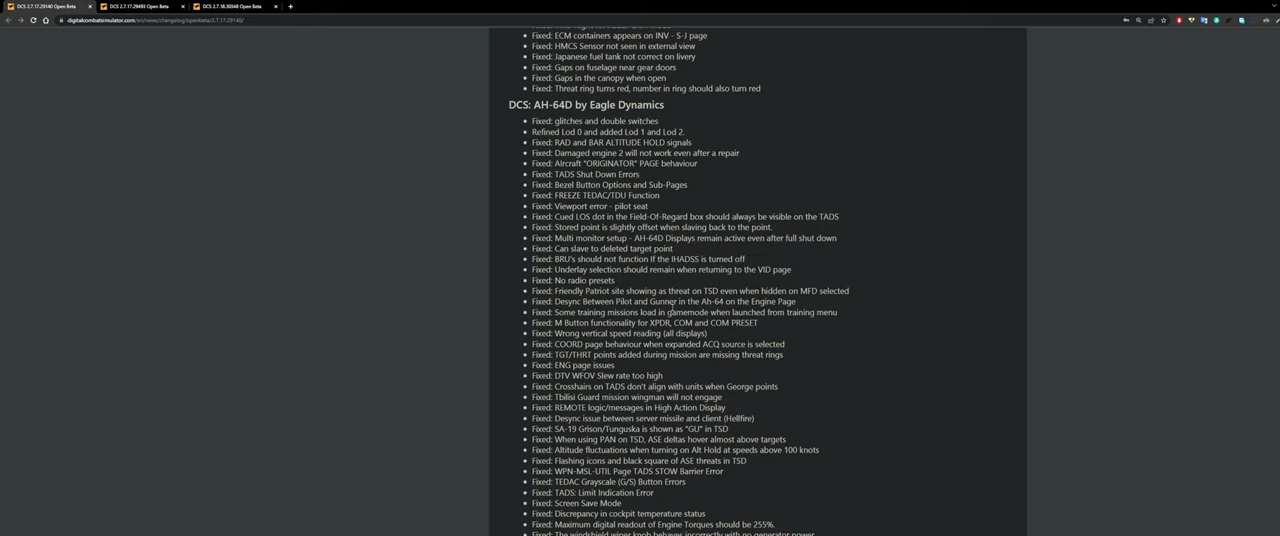 DCS 2.7.17.29140 Open Beta
DCS 2.7.17.29493 Open Beta
DCS 2.7.18.30348 Open Beta
digitalcombatsimulator.com/en/news/changelog/openbeta/2.7.17.29140/
Fixed: ECM containers appears on INV - S-J page
Fixed: HMCS Sensor not seen in external view
Fixed: Japanese fuel tank not correct on livery
Fixed: Gaps on fuselage near gear doors
Fixed: Gaps in the canopy when open
Fixed: Threat ring turns red, number in ring should also turn red
DCS: AH-64D by Eagle Dynamics
Fixed: glitches and double switches
Refined Lod 0 and added Lod 1 and Lod 2.
Fixed: RAD and BAR ALTITUDE HOLD signals
Fixed: Damaged engine 2 will not work even after a repair
Fixed: Aircraft "ORIGINATOR" PAGE behaviour
Fixed: TADS Shut Down Errors
Fixed: Bezel Button Options and Sub-Pages
Fixed: FREEZE TEDAC/TDU Function
Fixed: Viewport error - pilot seat
Fixed: Cued LOS dot in the Field-Of-Regard box should always be visible on the TADS
Fixed: Stored point is slightly offset when slaving back to the point.
Fixed: Multi monitor setup - AH-64D Displays remain active even after full shut down
Fixed: Can slave to deleted target point
Fixed: BRU's should not function If the IHADSS is turned off
Fixed: Underlay selection should remain when returning to the VID page
Fixed: No radio presets
Fixed: Friendly Patriot site showing as threat on TSD even when hidden on MFD selected
Fixed: Desync Between Pilot and Gunner in the Ah-64 on the Engine Page
Fixed: Some training missions load in gamemode when launched from training menu
Fixed: M Button functionality for XPDR, COM and COM PRESET
Fixed: Wrong vertical speed reading (all displays)
Fixed: COORD page behaviour when expanded ACQ source is selected
Fixed: TGT/THRT points added during mission are missing threat rings
Fixed: ENG page issues
Fixed: DTV WFOV Slew rate too high
Fixed: Crosshairs on TADS don't align with units when George points
Fixed: Tbilisi Guard mission wingman will not engage
Fixed: REMOTE logic/messages in High Action Display
Fixed: Desync issue between server missile and client (Hellfire)
Fixed: SA-19 Grison/Tunguska is shown as "GU" in TSD
Fixed: When using PAN on TSD, ASE deltas hover almost above targets
Fixed: Altitude fluctuations when turning on Alt Hold at speeds above 100 knots
Fixed: Flashing icons and black square of ASE threats in TSD
Fixed: WPN-MSL-UTIL Page TADS STOW Barrier Error
Fixed: TEDAC Grayscale (G/S) Button Errors
Fixed: TADS: Limit Indication Error
Fixed: Screen Save Mode
Fixed: Discrepancy in cockpit temperature status
Fixed: Maximum digital readout of Engine Torques should be 255%.
Fixed: The windshield wiper knob behaves incorrectly with no generator power